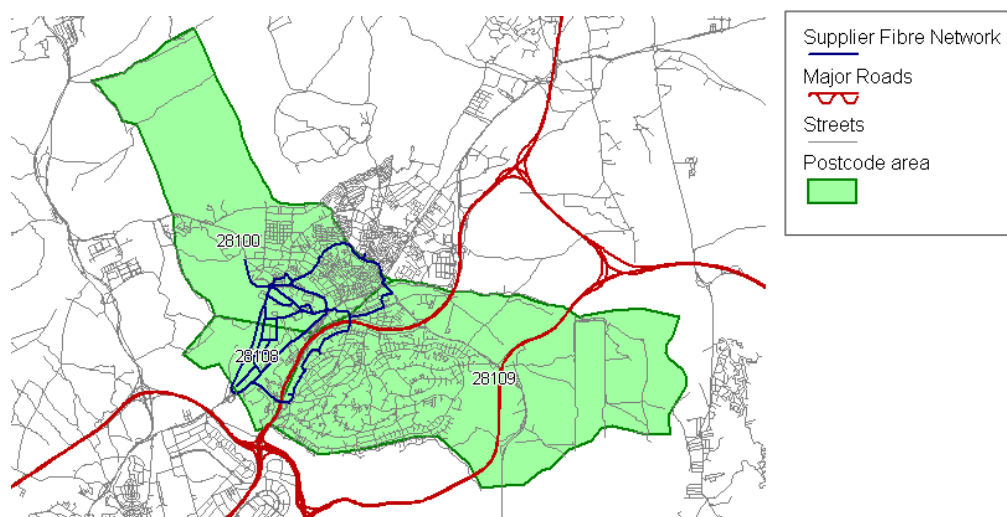 Supplier Fibre Network
Major Roads
Streets
Postcode area
28100
28108
28109